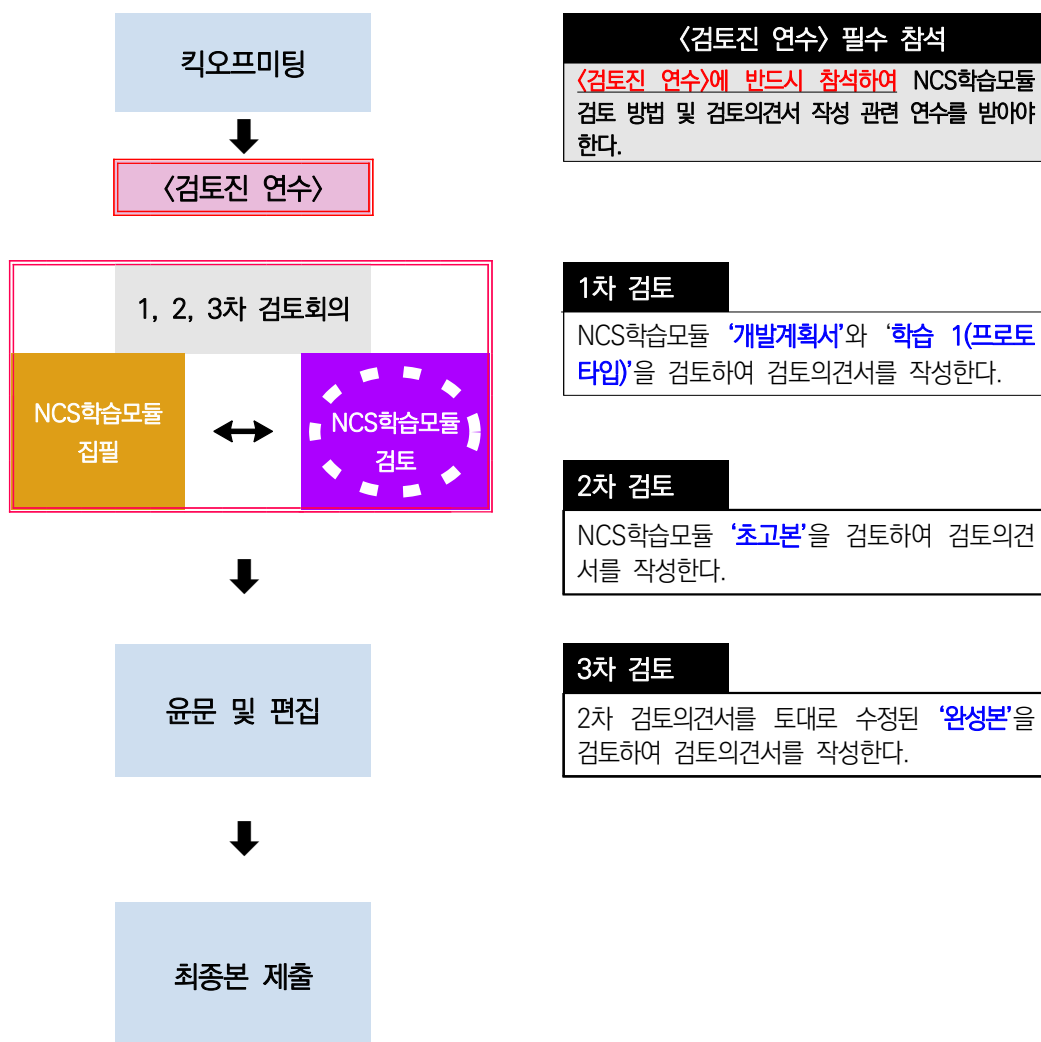 킥오프미팅
〈검토진 연수〉
1, 2, 3차 검토회의
NCS학습모듈
집필
NCS학습모듈
검토
윤문 및 편집
최종본 제출
〈검토진 연수〉 필수 참석
〈검토진 연수〉에 반드시 참석하여 NCS학습모듈
검토 방법 및 검토의견서 작성 관련 연수를 받아야
한다.
1차 검토
NCS학습모듈 ‘개발계획서’와 ‘학습 1(프로토
타입)’을 검토하여 검토의견서를 작성한다.
2차 검토
NCS학습모듈 ‘초고본’을 검토하여 검토의견
서를 작성한다.
3차 검토
2차 검토의견서를 토대로 수정된 ‘완성본’을
검토하여 검토의견서를 작성한다.